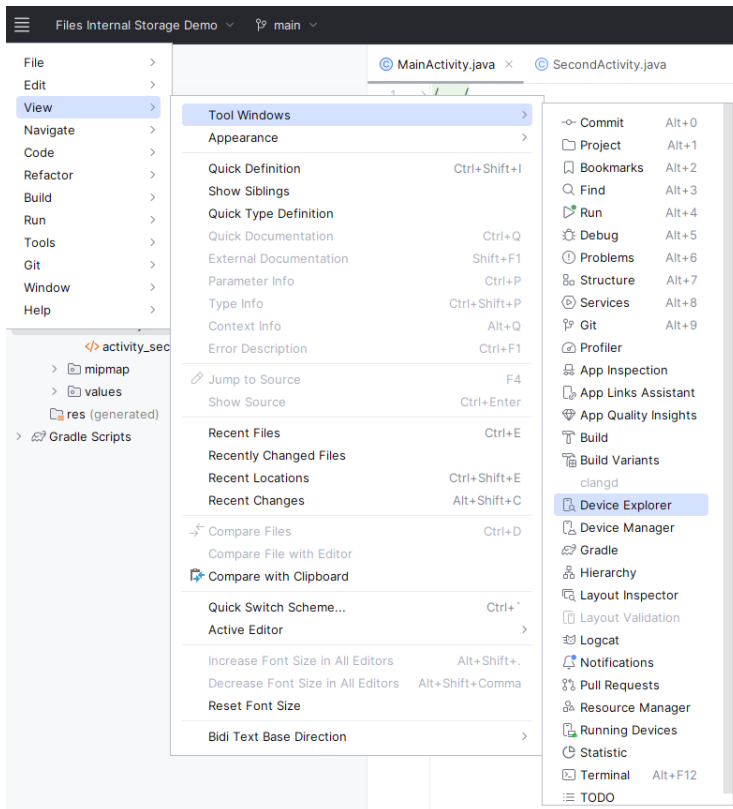 Files Internal Storage Demo main
File
Edit
View
Navigate
Code
Refactor
Build
Run
Tools
Git
Window
Help
activity_sec
mipmap
values
res (generated)
Gradle Scripts
MainActivity.java × SecondActivity.java
1
Tool Windows
Appearance
Quick Definition Ctrl+Shift+I
Show Siblings
Quick Type Definition
Quick Documentation Ctrl+Q
External Documentation Shift+F1
Parameter Info Ctrl+P
Type Info Ctrl+Shift+P
Context Info Alt+Q
Error Description Ctrl+F1
Jump to Source F4
Show Source Ctrl+Enter
Recent Files Ctrl+E
Recently Changed Files
Recent Locations Ctrl+Shift+E
Recent Changes Alt+Shift+C
Compare Files Ctrl+D
Compare File with Editor
Compare with Clipboard
Quick Switch Scheme... Ctrl+`
Active Editor
Increase Font Size in All Editors Alt+Shift+.
Decrease Font Size in All Editors Alt+Shift+Comma
Reset Font Size
Bidi Text Base Direction
Commit Alt+0
Project Alt+1
Bookmarks Alt+2
Find Alt+3
Run Alt+4
Debug Alt+5
Problems Alt+6
Structure Alt+7
Services Alt+8
Git Alt+9
Profiler
App Inspection
App Links Assistant
App Quality Insights
Build
Build Variants
clangd
Device Explorer
Device Manager
Gradle
Hierarchy
Layout Inspector
Layout Validation
Logcat
Notifications
Pull Requests
Resource Manager
Running Devices
Statistic
Terminal Alt+F12
TODO